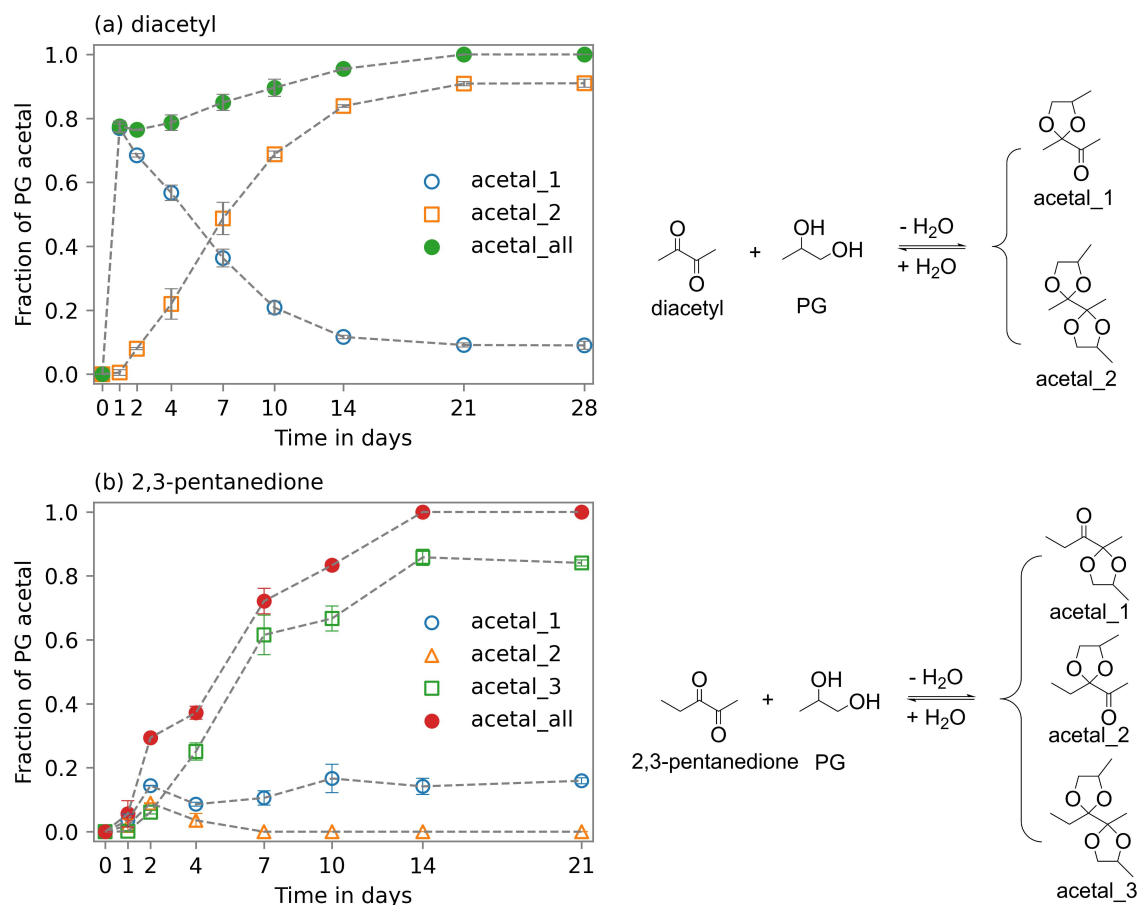 (a) diacetyl
Fraction of PG acetal
1.0
0.8
0.6
0.4
0.2
0.0
acetal_1
acetal_2
acetal_all
0 1 2 4 7 10 14 21 28
Time in days
O
O
diacetyl
+
OH
OH
PG
- H2O
+ H2O
O O
O
acetal_1
O O
O O
acetal_2
(b) 2,3-pentanedione
Fraction of PG acetal
1.0
0.8
0.6
0.4
0.2
0.0
acetal_1
acetal_2
acetal_3
acetal_all
0 1 2 4 7 10 14 21
Time in days
O
O
2,3-pentanedione
+
OH
OH
PG
- H2O
+ H2O
O
O O
acetal_1
O O
O
acetal_2
O O
O O
acetal_3